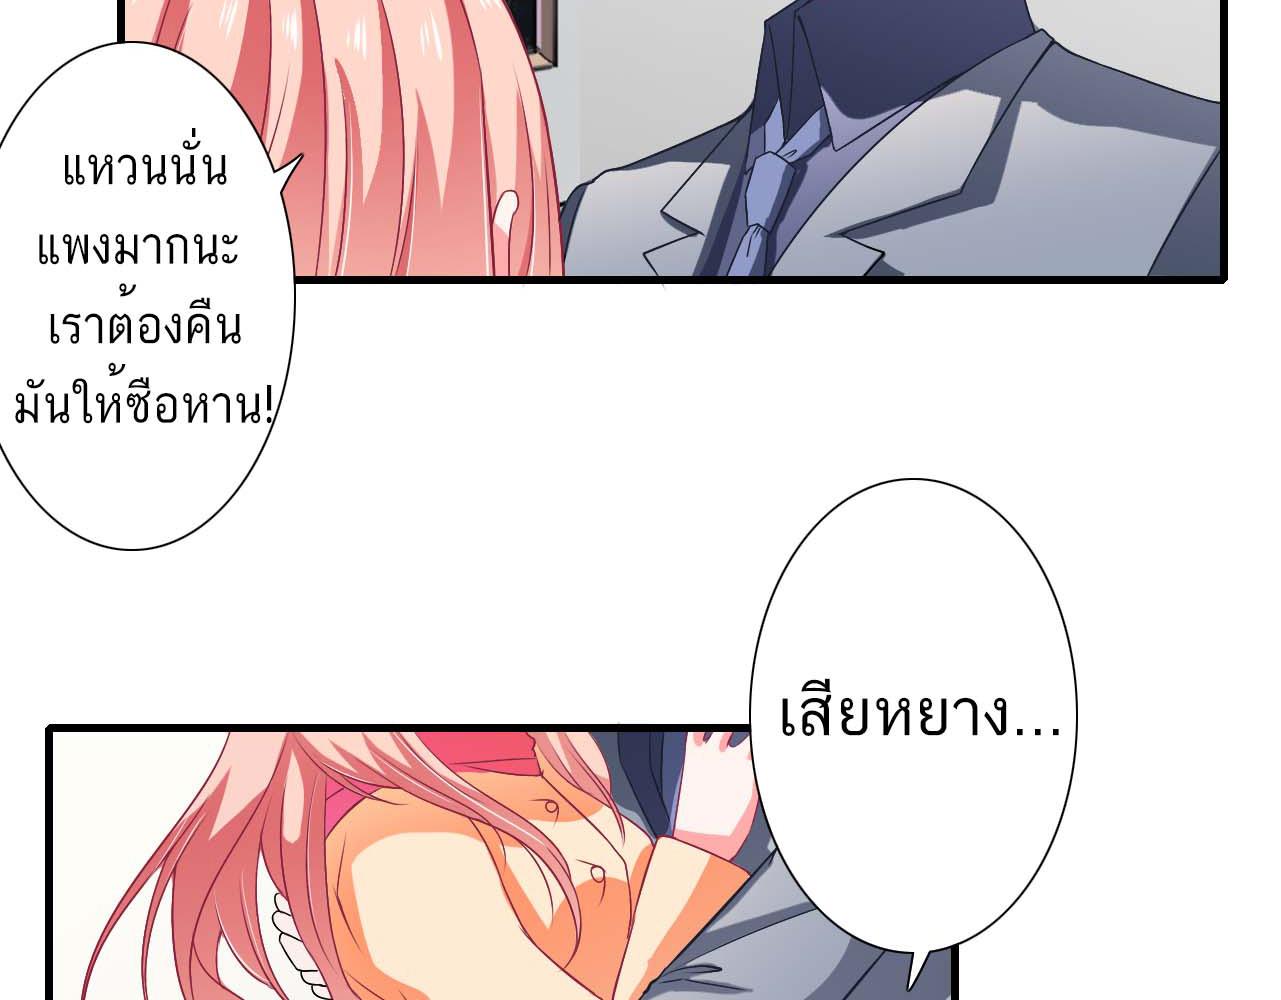 แหวนนั่น
แพงมากนะ
เราต้องคืน
มันให้ซือหาน!
เสียหยาง...